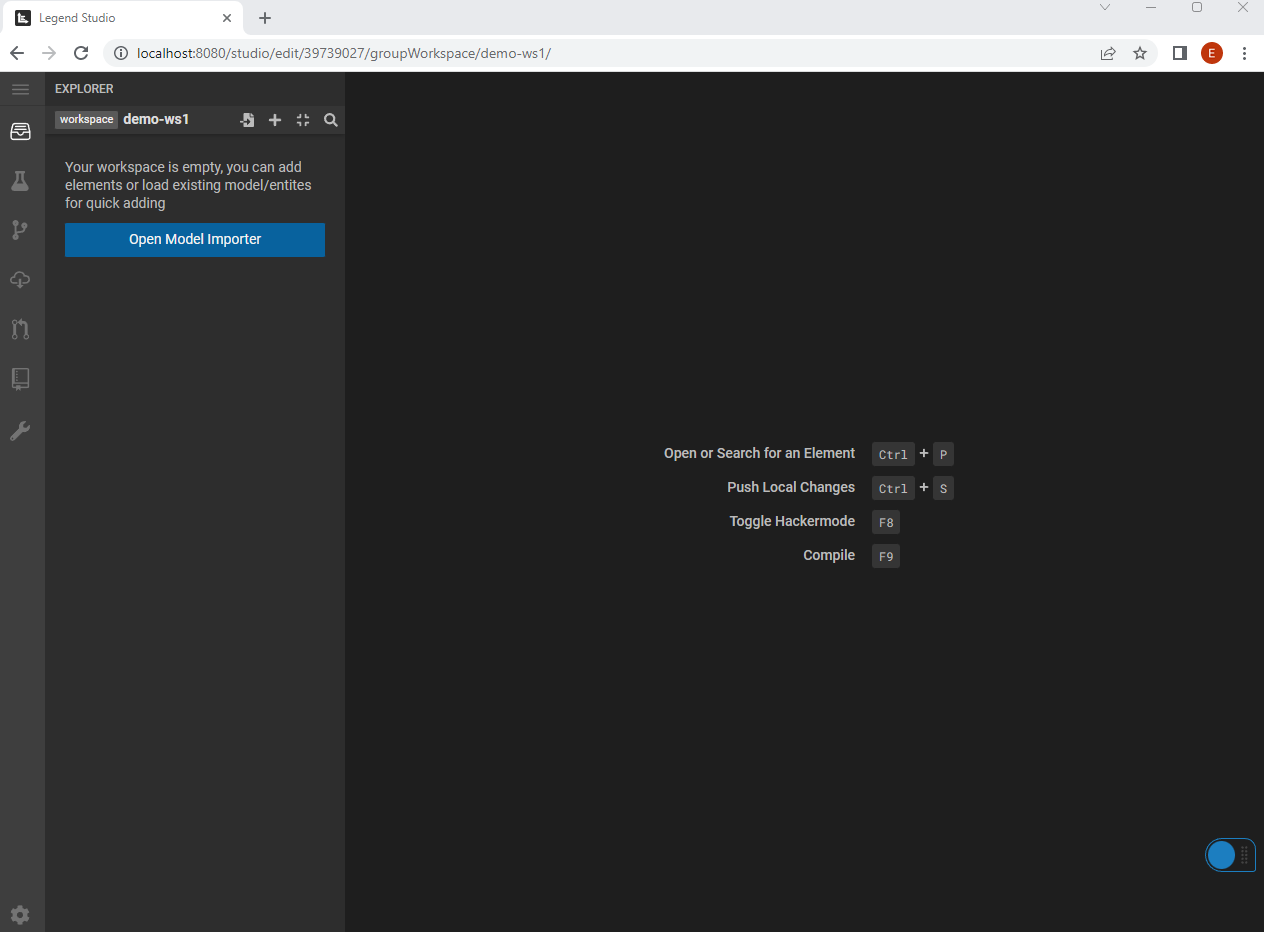 Legend Studio
localhost:8080/studio/edit/39739027/groupWorkspace/demo-ws1/
E
EXPLORER
workspace demo-ws1
Your workspace is empty, you can add
elements or load existing model/entites
for quick adding
Open Model Importer
Open or Search for an Element Ctrl + P
Push Local Changes Ctrl + S
Toggle Hackermode F8
Compile F9